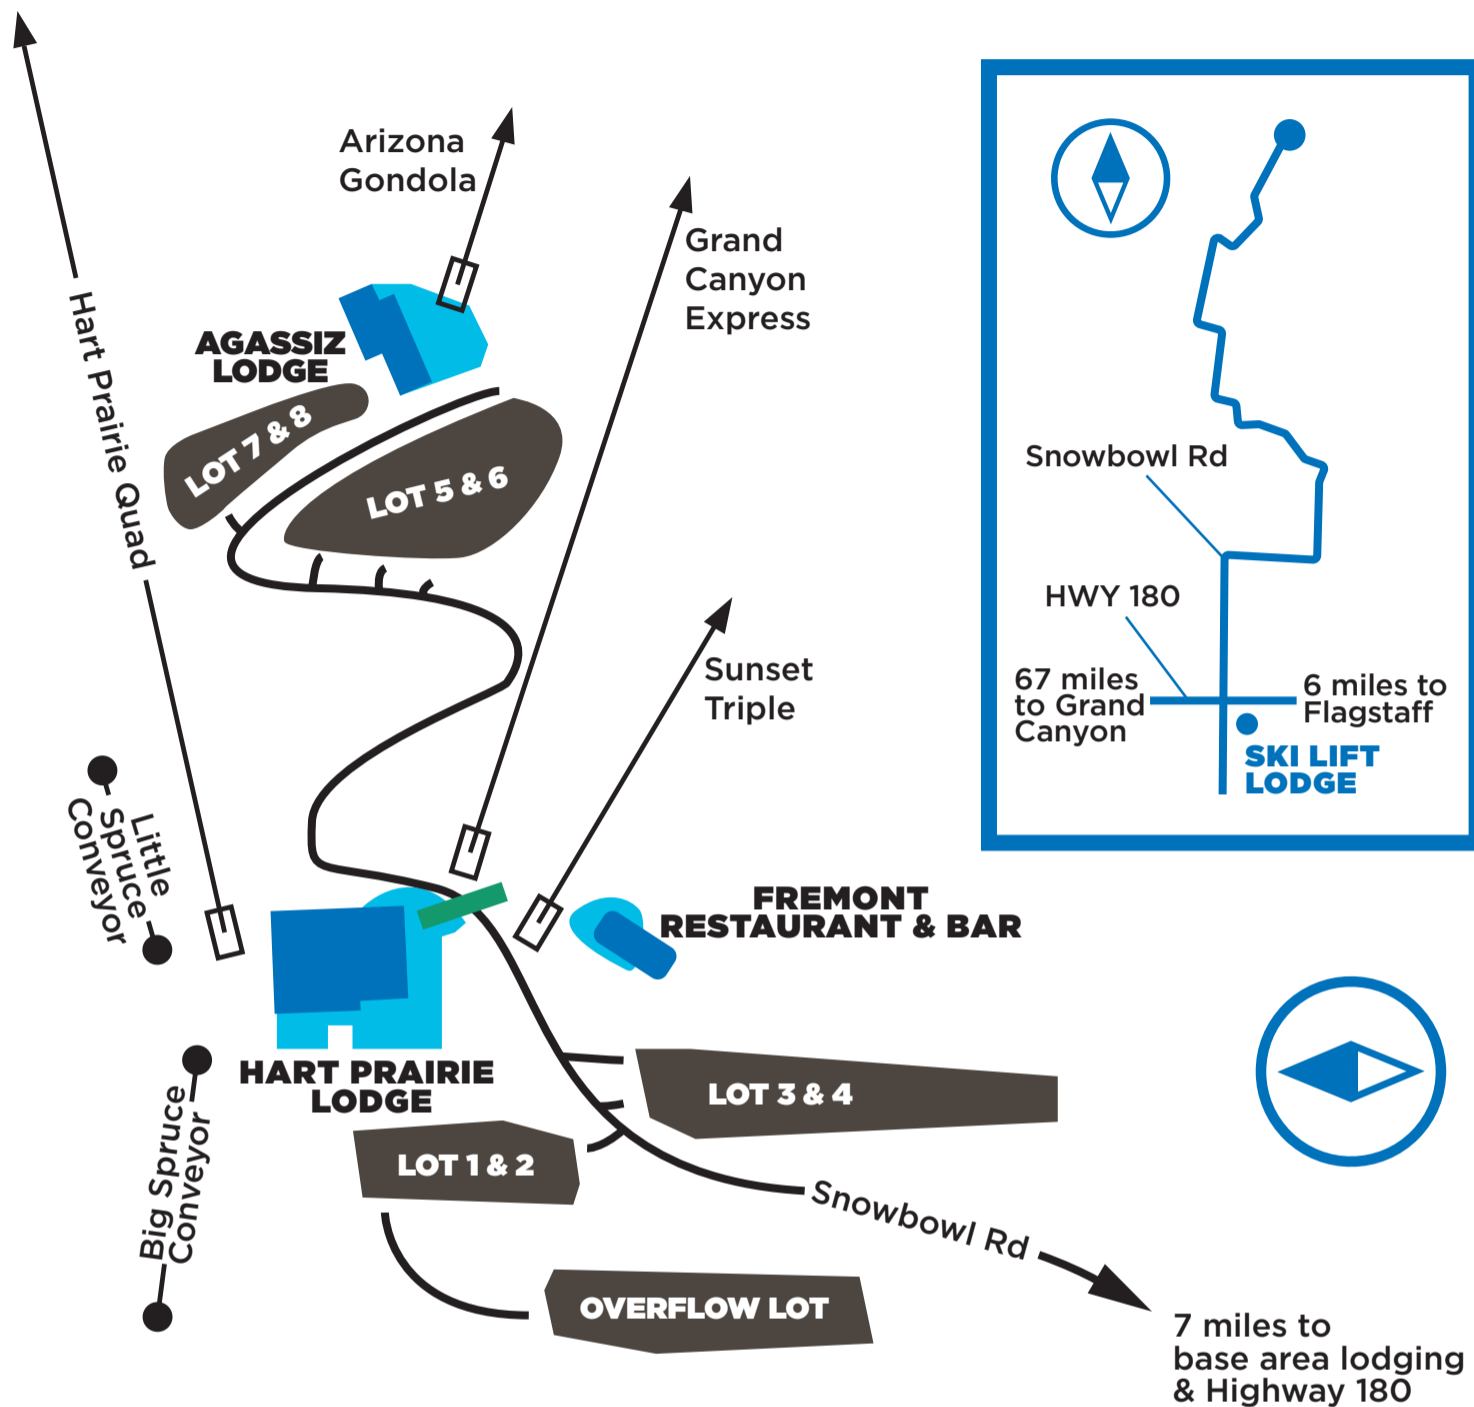 Arizona
Gondola
Grand
Canyon
Express
Hart Prairie Quad
AGASSIZ
LODGE
LOT 7 & 8
LOT 5 & 6
Sunset
Triple
Little
Spruce
Conveyor
FREMONT
RESTAURANT & BAR
HART PRAIRIE
LODGE
Big Spruce
Conveyor
LOT 3 & 4
LOT 1 & 2
Snowbowl Rd
OVERFLOW LOT
7 miles to
base area lodging
& Highway 180
Snowbowl Rd
HWY 180
67 miles
to Grand
Canyon
6 miles to
Flagstaff
SKI LIFT
LODGE